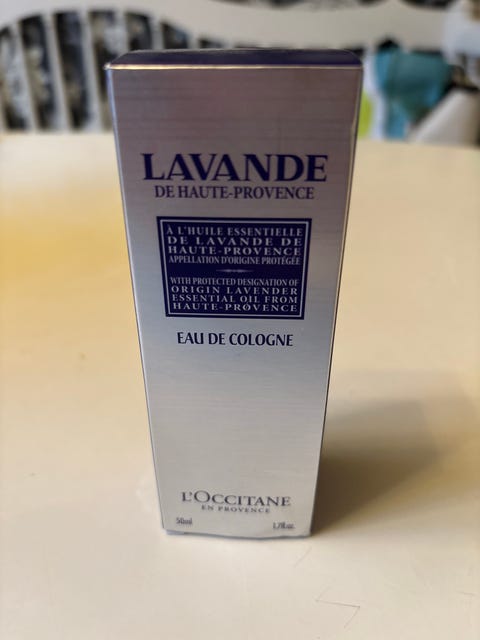 LAVANDE
DE HAUTE-PROVENCE
À L'HUILE ESSENTIELLE
DE LAVANDE DE
HAUTE-PROVENCE
APPELLATION D'ORIGINE PROTÉGÉE
WITH PROTECTED DESIGNATION OF
ORIGIN LAVENDER
ESSENTIAL OIL FROM
HAUTE-PROVENCE
EAU DE COLOGNE
L'OCCITANE
EN PROVENCE
50ml 1.7fl.oz.